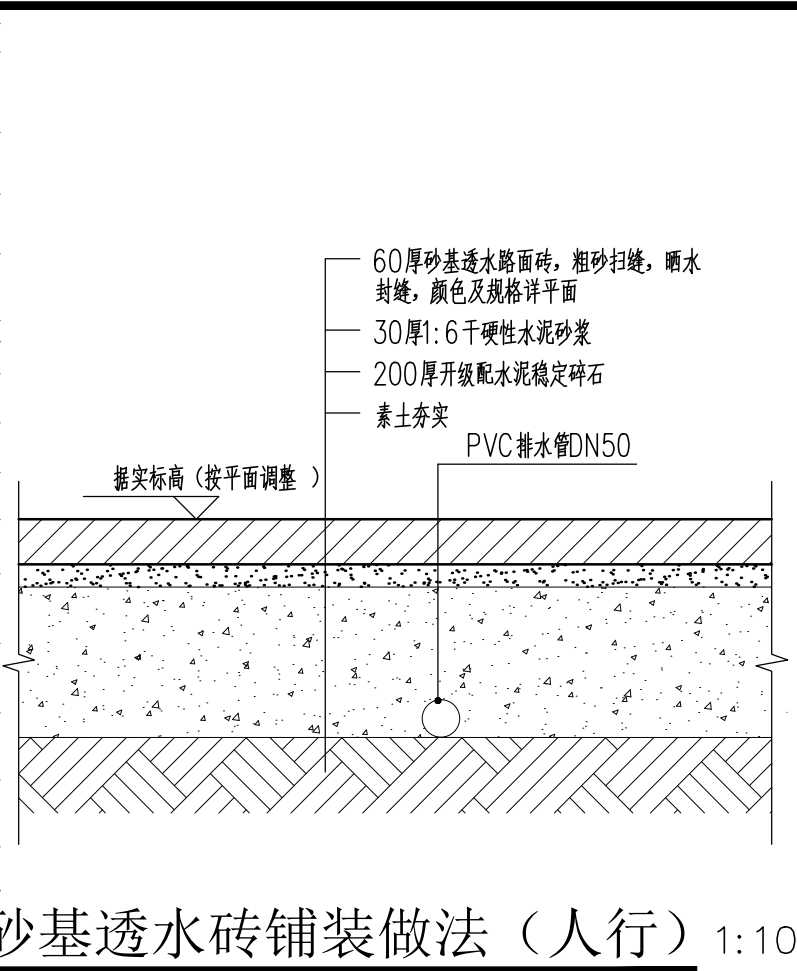 60厚砂基透水路面砖，粗砂扫缝，晒水
封缝，颜色及规格详平面
30厚1:6干硬性水泥砂浆
200厚开级配水泥稳定碎石
素土夯实
PVC排水管DN50
据实标高（按平面调整 ）
砂基透水砖铺装做法（人行）1:10